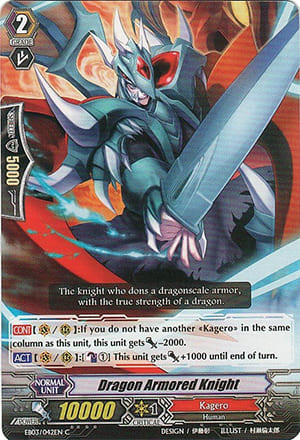 2
GRADE
SHIELD
5000
The knight who dons a dragonscale armor,
with the true strength of a dragon.
CONT / ]:If you do not have another «Kagero» in the same
column as this unit, this unit gets -2000.
ACT / ]:[ 1] This unit gets +1000 until end of turn.
NORMAL
UNIT
Dragon Armored Knight
POWER
10000
1
CRITICAL
Kagero
Human
EB03/042EN C
DESIGN / 伊藤彰 ILLUST / 村瀬倫太郎